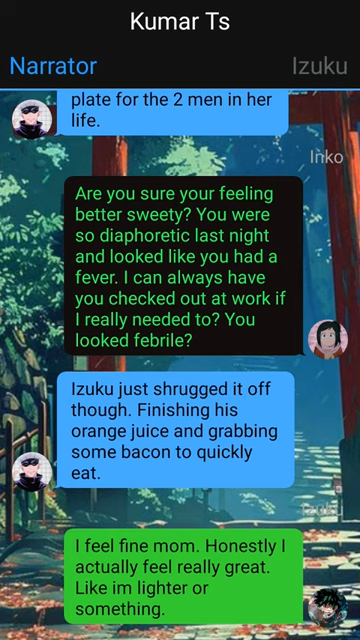 Kumar Ts
Narrator
Izuku
plate for the 2 men in her
life.
Inko
Are you sure your feeling
better sweety? You were
so diaphoretic last night
and looked like you had a
fever. I can always have
you checked out at work if
I really needed to? You
looked febrile?
Izuku just shrugged it off
though. Finishing his
orange juice and grabbing
some bacon to quickly
eat.
Izuku
I feel fine mom. Honestly I
actually feel really great.
Like im lighter or
something.